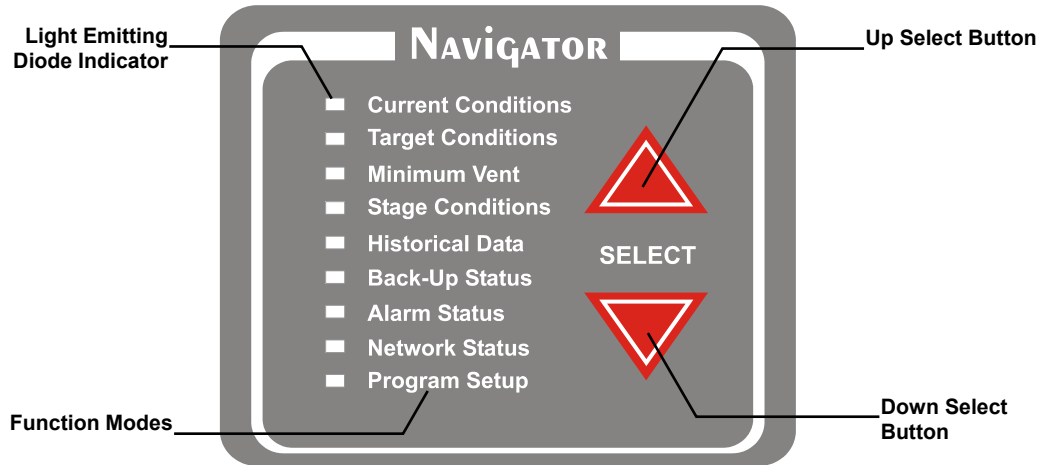 Light Emitting
Diode Indicator
NAViGATOR
Up Select Button
Current Conditions
Target Conditions
Minimum Vent
Stage Conditions
Historical Data
Back-Up Status
Alarm Status
Network Status
Program Setup
SELECT
Function Modes
Down Select
Button